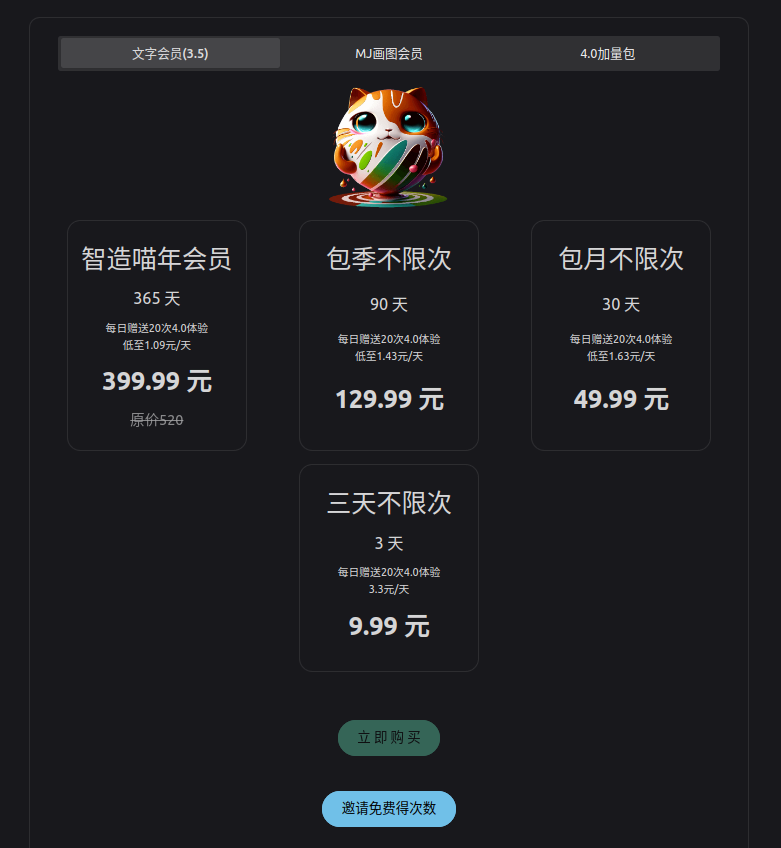 文字会员(3.5)
MJ画图会员
4.0加量包
智造喵年会员
365 天
每日赠送20次4.0体验
低至1.09元/天
399.99 元
原价520
包季不限次
90 天
每日赠送20次4.0体验
低至1.43元/天
129.99 元
包月不限次
30 天
每日赠送20次4.0体验
低至1.63元/天
49.99 元
三天不限次
3 天
每日赠送20次4.0体验
3.3元/天
9.99 元
立即购买
邀请免费得次数